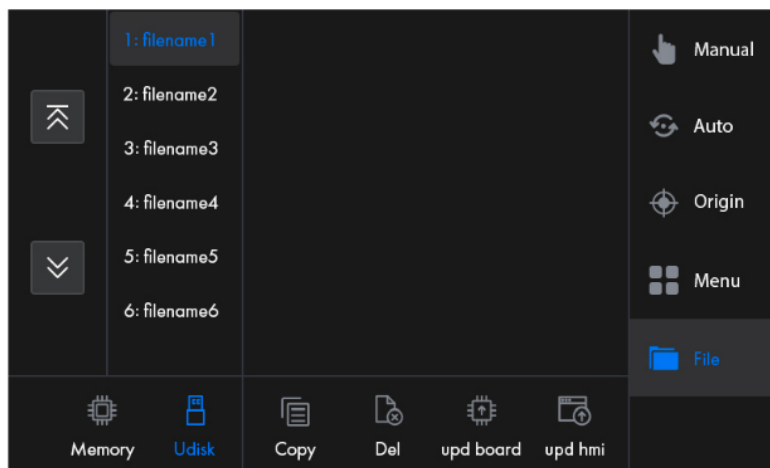 1: filename1
2: filename2
3: filename3
4: filename4
5: filename5
6: filename6
Manual
Auto
Origin
Menu
File
Memory
Udisk
Copy
Del
upd board
upd hmi